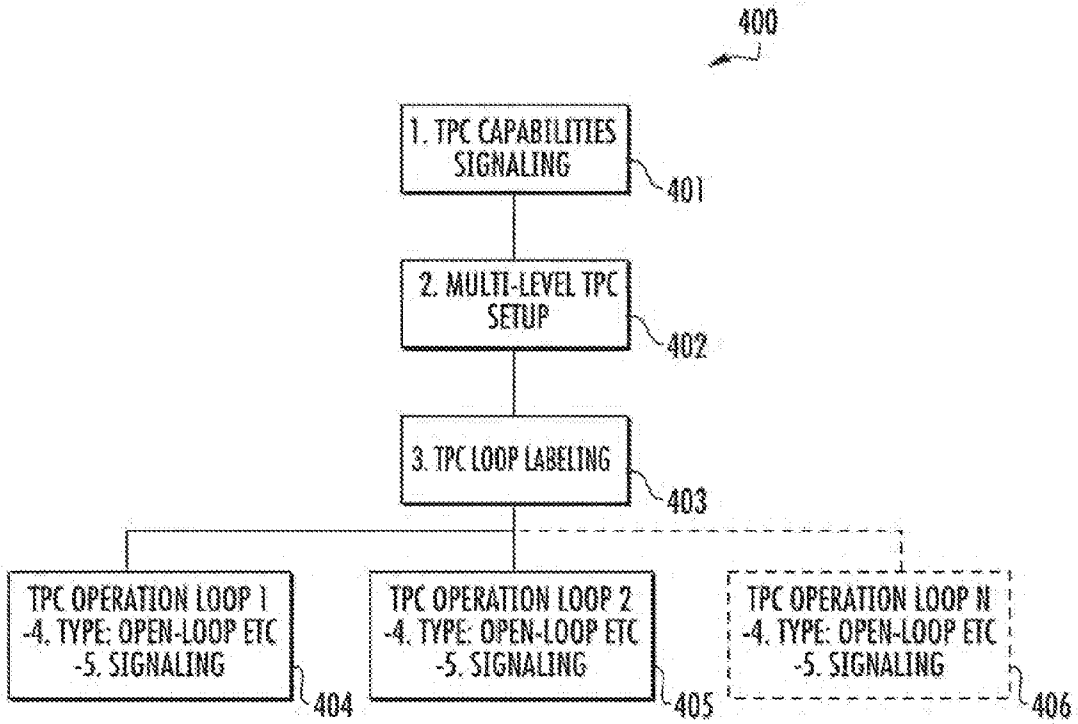 400
1. TPC CAPABILITIES
SIGNALING
401
2. MULTI-LEVEL TPC
SETUP
402
3. TPC LOOP LABELING
403
TPC OPERATION LOOP 1
-4. TYPE: OPEN-LOOP ETC
-5. SIGNALING
404
TPC OPERATION LOOP 2
-4. TYPE: OPEN-LOOP ETC
-5. SIGNALING
405
TPC OPERATION LOOP N
-4. TYPE: OPEN-LOOP ETC
-5. SIGNALING
406